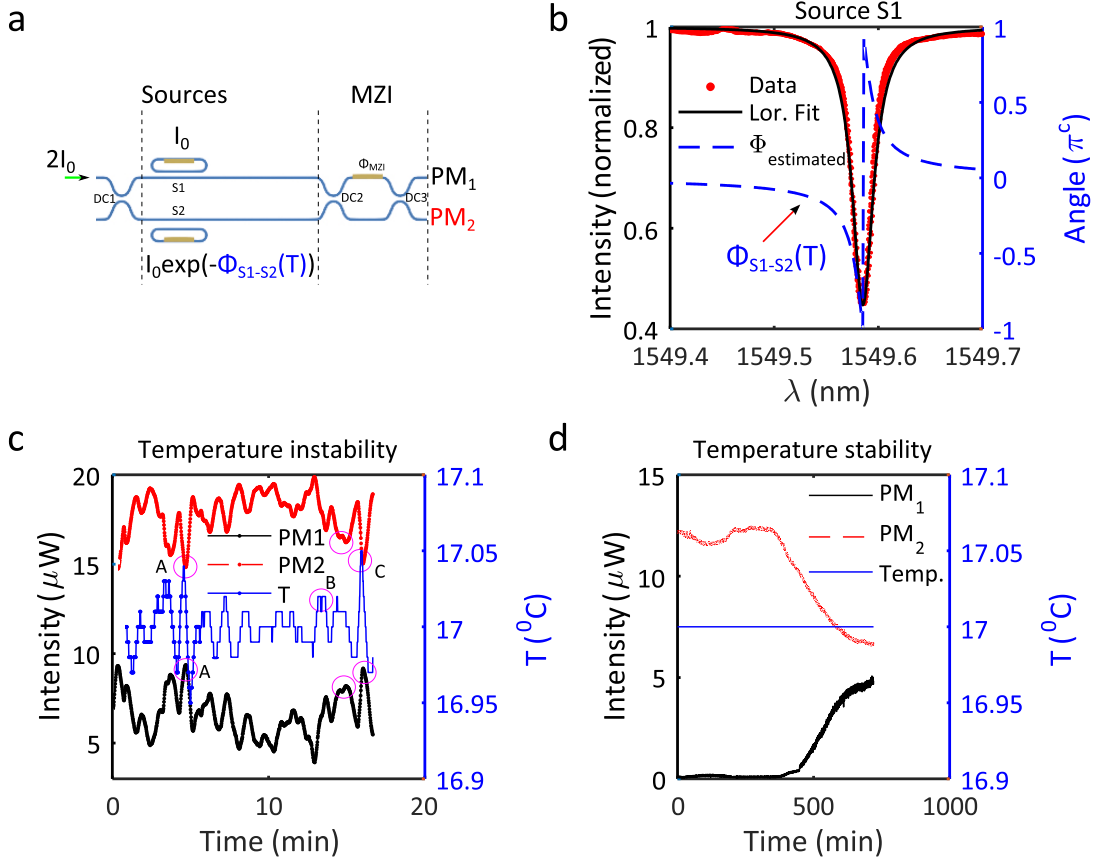 a
Sources
MZI
2I₀
I₀
Φ_MZI
DC1
S1
S2
DC2
DC3
PM₁
PM₂
I₀exp(-Φ_S1-S2(T))
b
Source S1
Intensity (normalized)
1
0.8
0.6
0.4
Data
Lor. Fit
Φ_estimated
Φ_S1-S2(T)
1
0.5
0
-0.5
-1
Angle (π^c)
1549.4
1549.5
1549.6
1549.7
λ (nm)
c
Temperature instability
Intensity (μW)
20
15
10
5
PM1
PM2
T
A
A
B
C
17.1
17.05
17
16.95
16.9
T (⁰C)
0
10
20
Time (min)
d
Temperature stability
Intensity (μW)
15
10
5
0
PM₁
PM₂
Temp.
17.1
17.05
17
16.95
16.9
T (⁰C)
0
500
1000
Time (min)